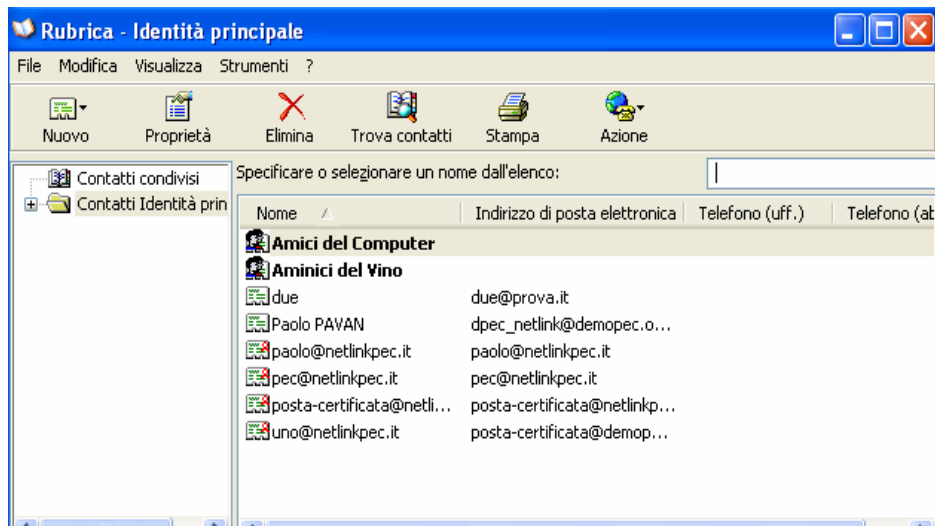 Rubrica - Identità principale
File Modifica Visualizza Strumenti ?
Nuovo Proprietà Elimina Trova contatti Stampa Azione
Contatti condivisi
Contatti Identità prin
Specificare o selezionare un nome dall'elenco:
Nome Indirizzo di posta elettronica Telefono (uff.) Telefono (ab
Amici del Computer
Aminici del Vino
due due@prova.it
Paolo PAVAN dpec_netlink@demopec.o...
paolo@netlinkpec.it paolo@netlinkpec.it
pec@netlinkpec.it pec@netlinkpec.it
posta-certificata@netli... posta-certificata@netlinkp...
uno@netlinkpec.it posta-certificata@demop...